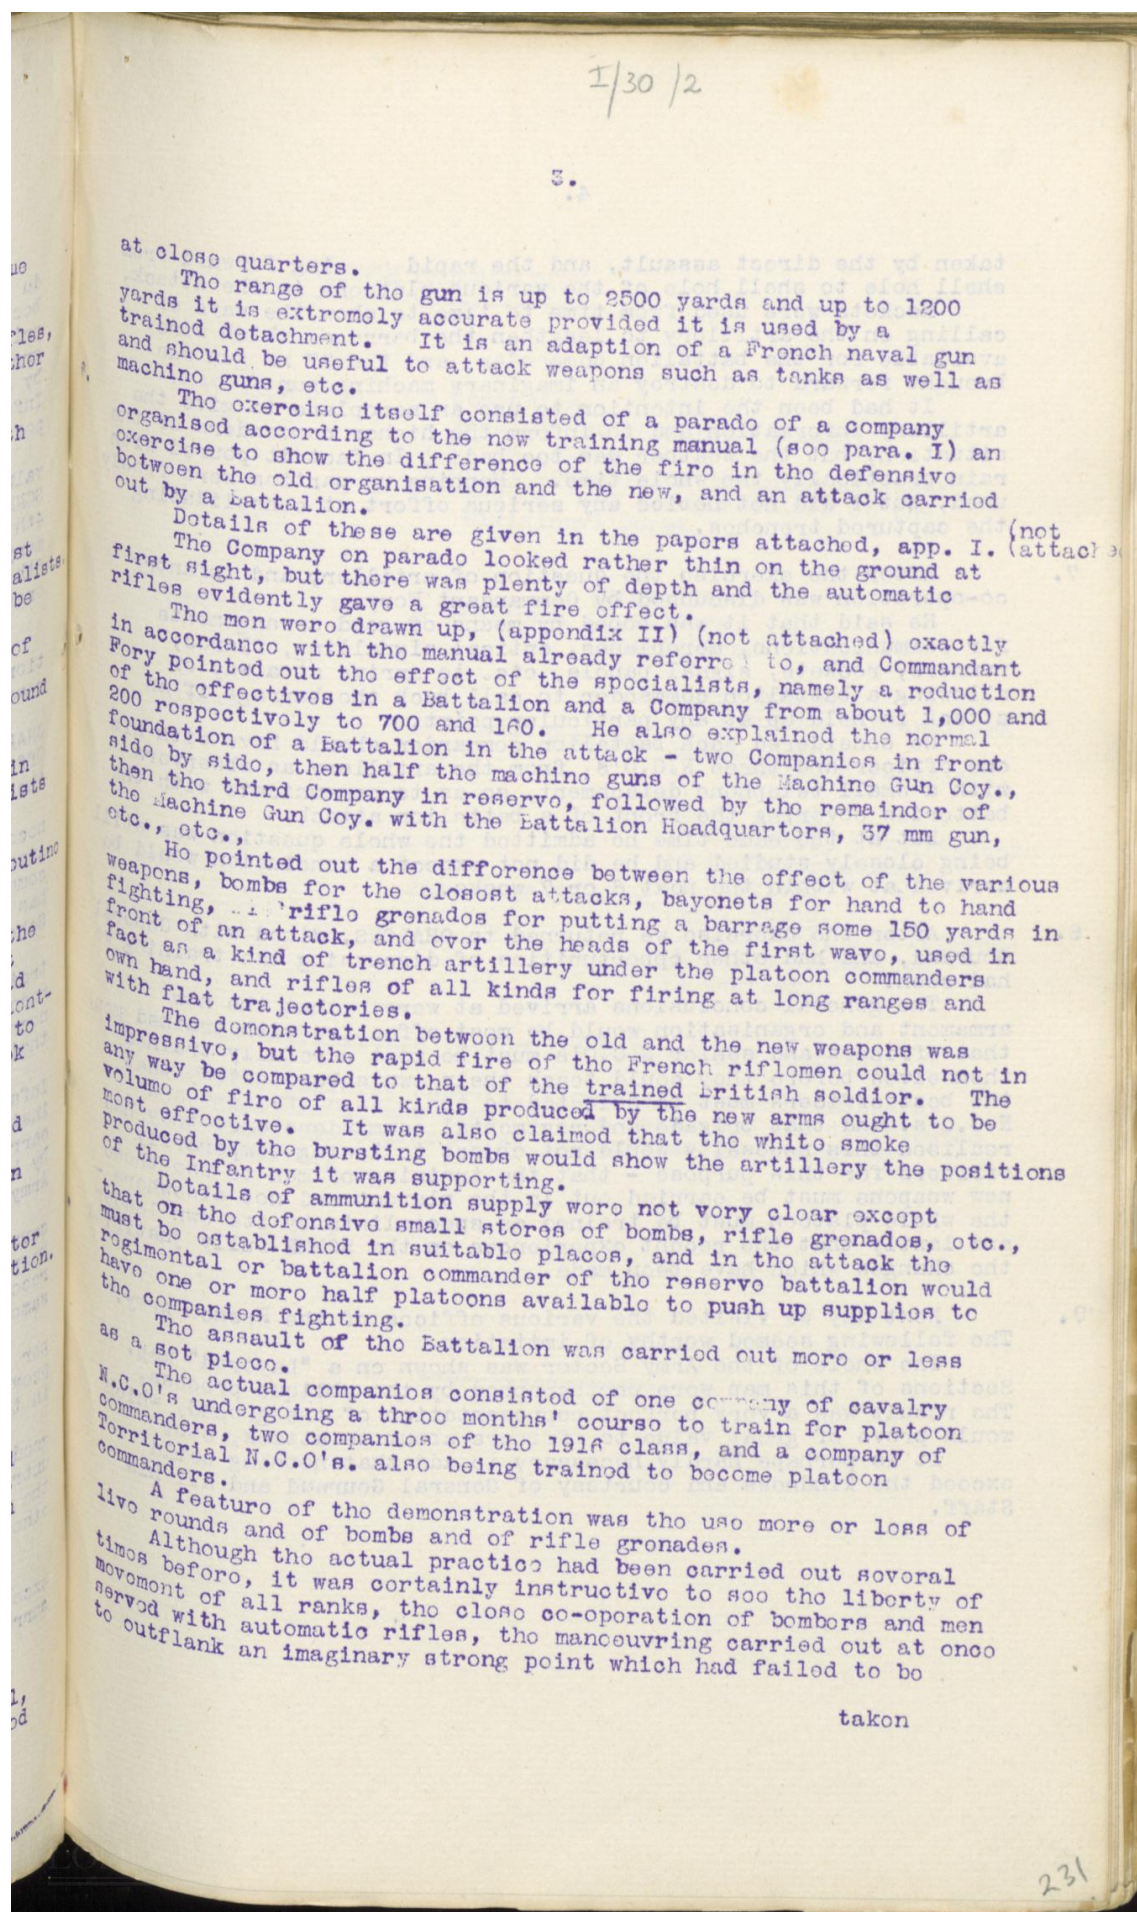 I/30/2
3.
at close quarters.
The range of the gun is up to 2500 yards and up to 1200
yards it is extremely accurate provided it is used by a
trained detachment. It is an adaption of a French naval gun
and should be useful to attack weapons such as tanks as well as
machine guns, etc.
The exercise itself consisted of a parade of a company
organised according to the new training manual (see para. I) an
exercise to show the difference of the fire in the defensive
between the old organisation and the new, and an attack carried
out by a Battalion.
Details of these are given in the papers attached, app. I. (not
(attached
The Company on parade looked rather thin on the ground at
first sight, but there was plenty of depth and the automatic
rifles evidently gave a great fire effect.
The men were drawn up, (appendix II) (not attached) exactly
in accordance with the manual already referred to, and Commandant
Fory pointed out the effect of the specialists, namely a reduction
of the effectives in a Battalion and a Company from about 1,000 and
200 respectively to 700 and 160. He also explained the normal
foundation of a Battalion in the attack - two Companies in front
side by side, then half the machine guns of the Machine Gun Coy.,
then the third Company in reserve, followed by the remainder of
the Machine Gun Coy. with the Battalion Headquarters, 37 mm gun,
etc., etc.,
He pointed out the difference between the effect of the various
weapons, bombs for the closest attacks, bayonets for hand to hand
fighting, rifle grenades for putting a barrage some 150 yards in
front of an attack, and over the heads of the first wave, used in
fact as a kind of trench artillery under the platoon commanders
own hand, and rifles of all kinds for firing at long ranges and
with flat trajectories.
The demonstration between the old and the new weapons was
impressive, but the rapid fire of the French riflemen could not in
any way be compared to that of the trained British soldier. The
volume of fire of all kinds produced by the new arms ought to be
most effective. It was also claimed that the white smoke
produced by the bursting bombs would show the artillery the positions
of the Infantry it was supporting.
Details of ammunition supply were not very clear except
that on the defensive small stores of bombs, rifle grenades, etc.,
must be established in suitable places, and in the attack the
regimental or battalion commander of the reserve battalion would
have one or more half platoons available to push up supplies to
the companies fighting.
The assault of the Battalion was carried out more or less
as a set piece.
The actual companies consisted of one company of cavalry
N.C.O's undergoing a three months' course to train for platoon
commanders, two companies of the 1916 class, and a company of
Territorial N.C.O's. also being trained to become platoon
commanders.
A feature of the demonstration was the use more or less of
live rounds and of bombs and of rifle grenades.
Although the actual practice had been carried out several
times before, it was certainly instructive to see the liberty of
movement of all ranks, the close co-operation of bombers and men
served with automatic rifles, the manoeuvring carried out at once
to outflank an imaginary strong point which had failed to be
taken
231